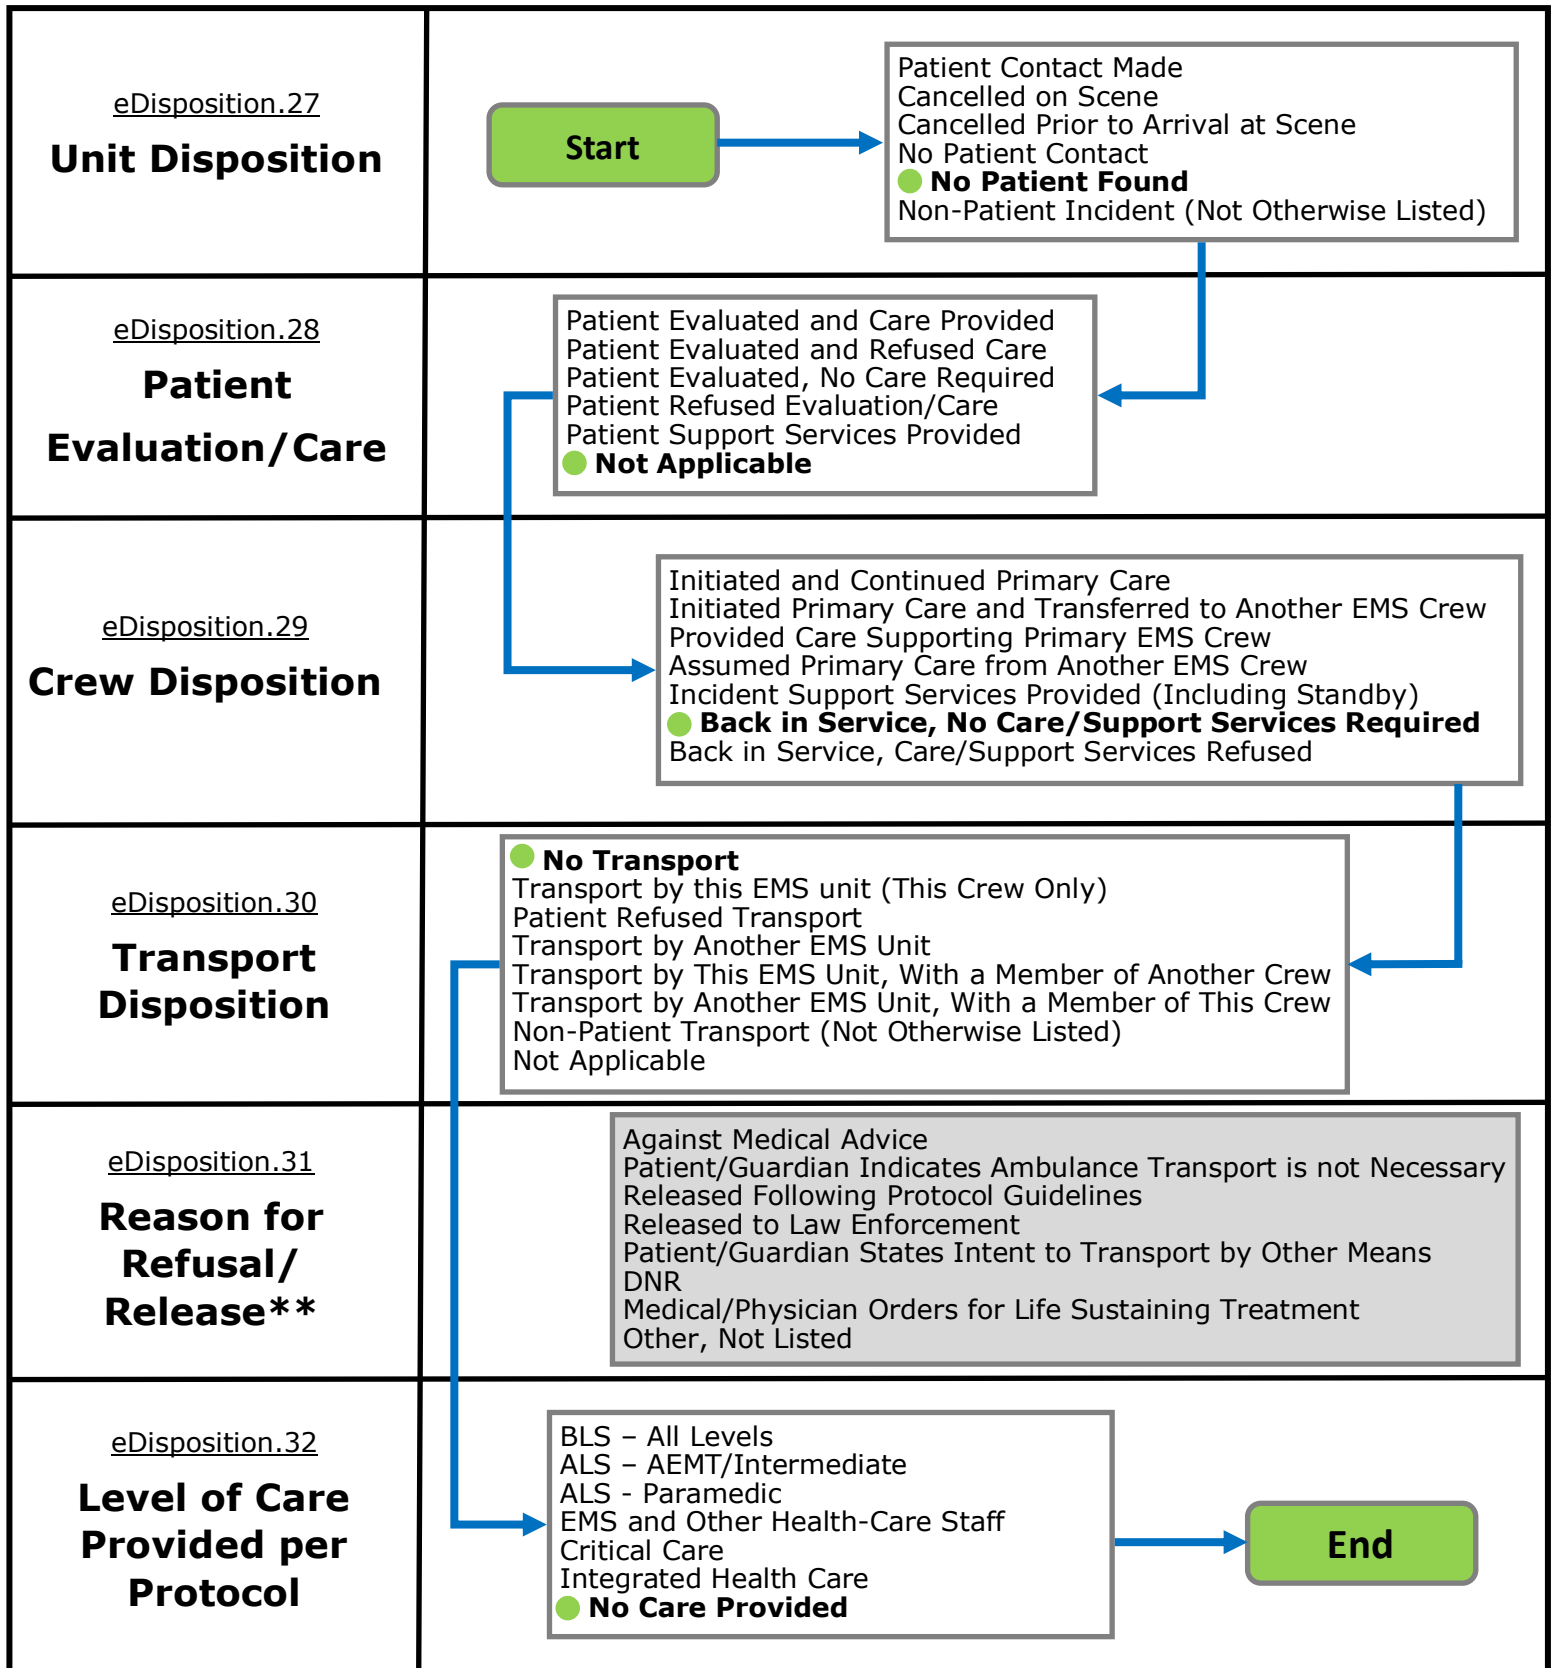 eDisposition.27
Unit Disposition
Start
Patient Contact Made
Cancelled on Scene
Cancelled Prior to Arrival at Scene
No Patient Contact
No Patient Found
Non-Patient Incident (Not Otherwise Listed)
eDisposition.28
Patient
Evaluation/Care
Patient Evaluated and Care Provided
Patient Evaluated and Refused Care
Patient Evaluated, No Care Required
Patient Refused Evaluation/Care
Patient Support Services Provided
Not Applicable
eDisposition.29
Crew Disposition
Initiated and Continued Primary Care
Initiated Primary Care and Transferred to Another EMS Crew
Provided Care Supporting Primary EMS Crew
Assumed Primary Care from Another EMS Crew
Incident Support Services Provided (Including Standby)
Back in Service, No Care/Support Services Required
Back in Service, Care/Support Services Refused
eDisposition.30
Transport
Disposition
No Transport
Transport by this EMS unit (This Crew Only)
Patient Refused Transport
Transport by Another EMS Unit
Transport by This EMS Unit, With a Member of Another Crew
Transport by Another EMS Unit, With a Member of This Crew
Non-Patient Transport (Not Otherwise Listed)
Not Applicable
eDisposition.31
Reason for
Refusal/
Release**
Against Medical Advice
Patient/Guardian Indicates Ambulance Transport is not Necessary
Released Following Protocol Guidelines
Released to Law Enforcement
Patient/Guardian States Intent to Transport by Other Means
DNR
Medical/Physician Orders for Life Sustaining Treatment
Other, Not Listed
eDisposition.32
Level of Care
Provided per
Protocol
BLS – All Levels
ALS – AEMT/Intermediate
ALS - Paramedic
EMS and Other Health-Care Staff
Critical Care
Integrated Health Care
No Care Provided
End